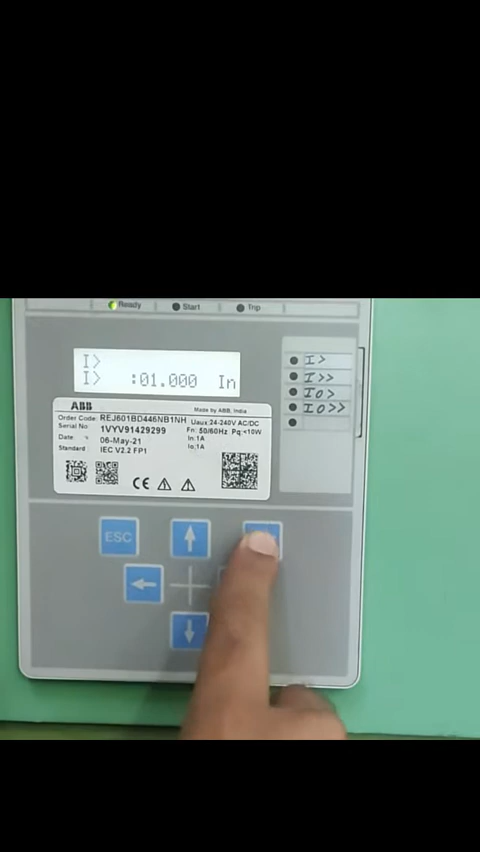 Ready Start Trip
I>
I> :01.000 In
I>
I>>
I0>
I0>>
ABB Made by ABB, India
Order Code: REJ601BD446NB1NH Uaux:24-240V AC/DC
Serial No: 1VYV91429299 Fn: 50/60Hz Pq:<10W
Date : 06-May-21 In:1A
Standard : IEC V2.2 FP1 Io:1A
CE
ESC